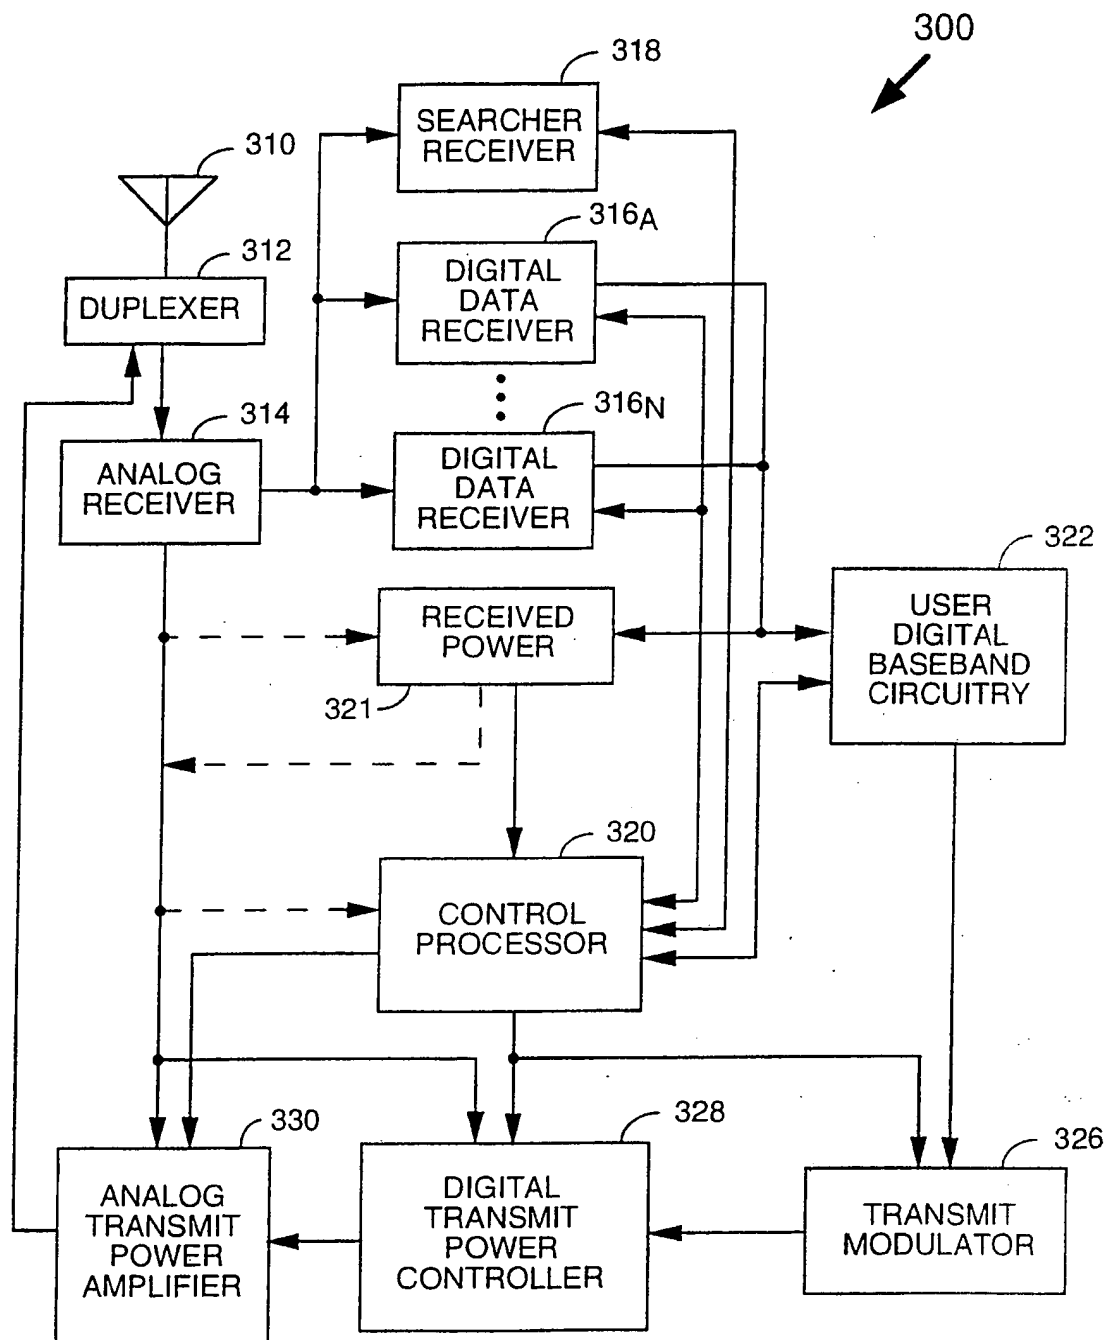 300
318
SEARCHER
RECEIVER
310
316A
312
DIGITAL
DATA
RECEIVER
DUPLEXER
314
316N
ANALOG
RECEIVER
DIGITAL
DATA
RECEIVER
322
RECEIVED
POWER
USER
DIGITAL
BASEBAND
CIRCUITRY
321
320
CONTROL
PROCESSOR
330
328
326
ANALOG
TRANSMIT
POWER
AMPLIFIER
DIGITAL
TRANSMIT
POWER
CONTROLLER
TRANSMIT
MODULATOR